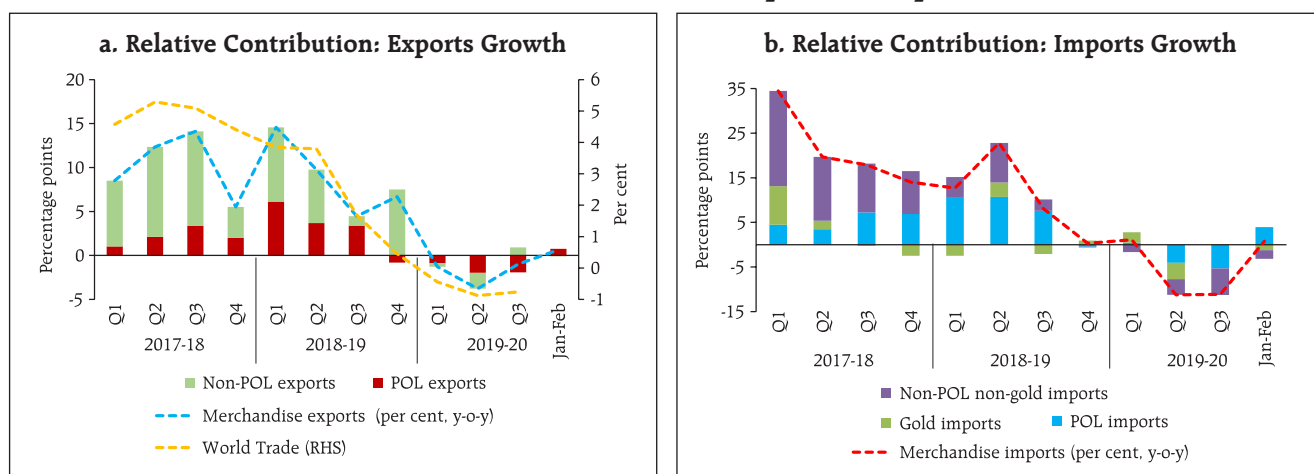 a. Relative Contribution: Exports Growth
20
15
10
5
0
-5
Percentage points
6
5
4
3
2
1
0
-1
Per cent
Q1
Q2
Q3
Q4
Q1
Q2
Q3
Q4
Q1
Q2
Q3
Jan-Feb
2017-18
2018-19
2019-20
Non-POL exports
POL exports
Merchandise exports (per cent, y-o-y)
World Trade (RHS)
b. Relative Contribution: Imports Growth
35
25
15
5
-5
-15
Percentage points
Q1
Q2
Q3
Q4
Q1
Q2
Q3
Q4
Q1
Q2
Q3
Jan-Feb
2017-18
2018-19
2019-20
Non-POL non-gold imports
Gold imports
POL imports
Merchandise imports (per cent, y-o-y)